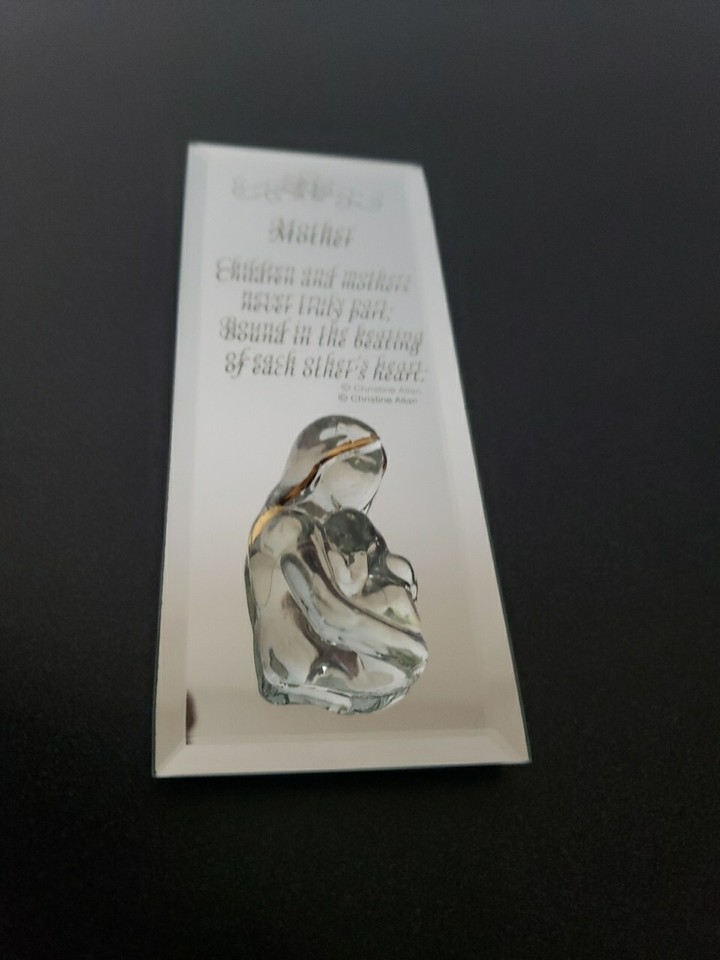 Mother
Children and mothers
never truly part,
Bound in the beating
of each other's heart.
© Christine Allan